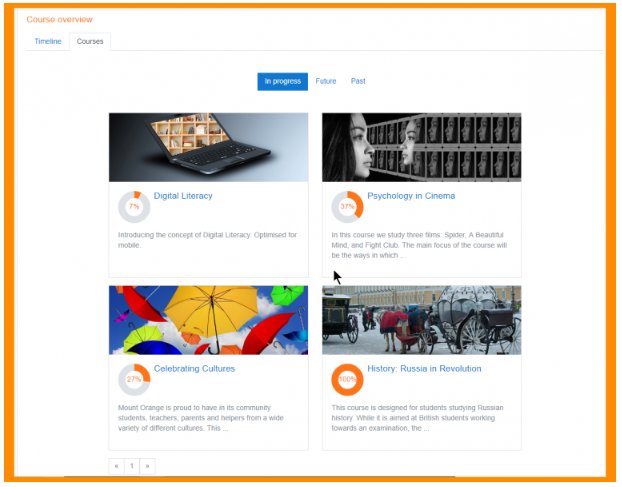 Course overview
Timeline Courses
In progress Future Past
7%
Digital Literacy
Introducing the concept of Digital Literacy. Optimised for
mobile.
37%
Psychology in Cinema
In this course we study three films: Spider, A Beautiful
Mind, and Fight Club. The main focus of the course will
be the ways in which ...
27%
Celebrating Cultures
Mount Orange is proud to have in its community
students, teachers, parents and helpers from a wide
variety of different cultures. This ...
100%
History: Russia in Revolution
This course is designed for students studying Russian
history. While it is aimed at British students working
towards an examination, the ...
« 1 »